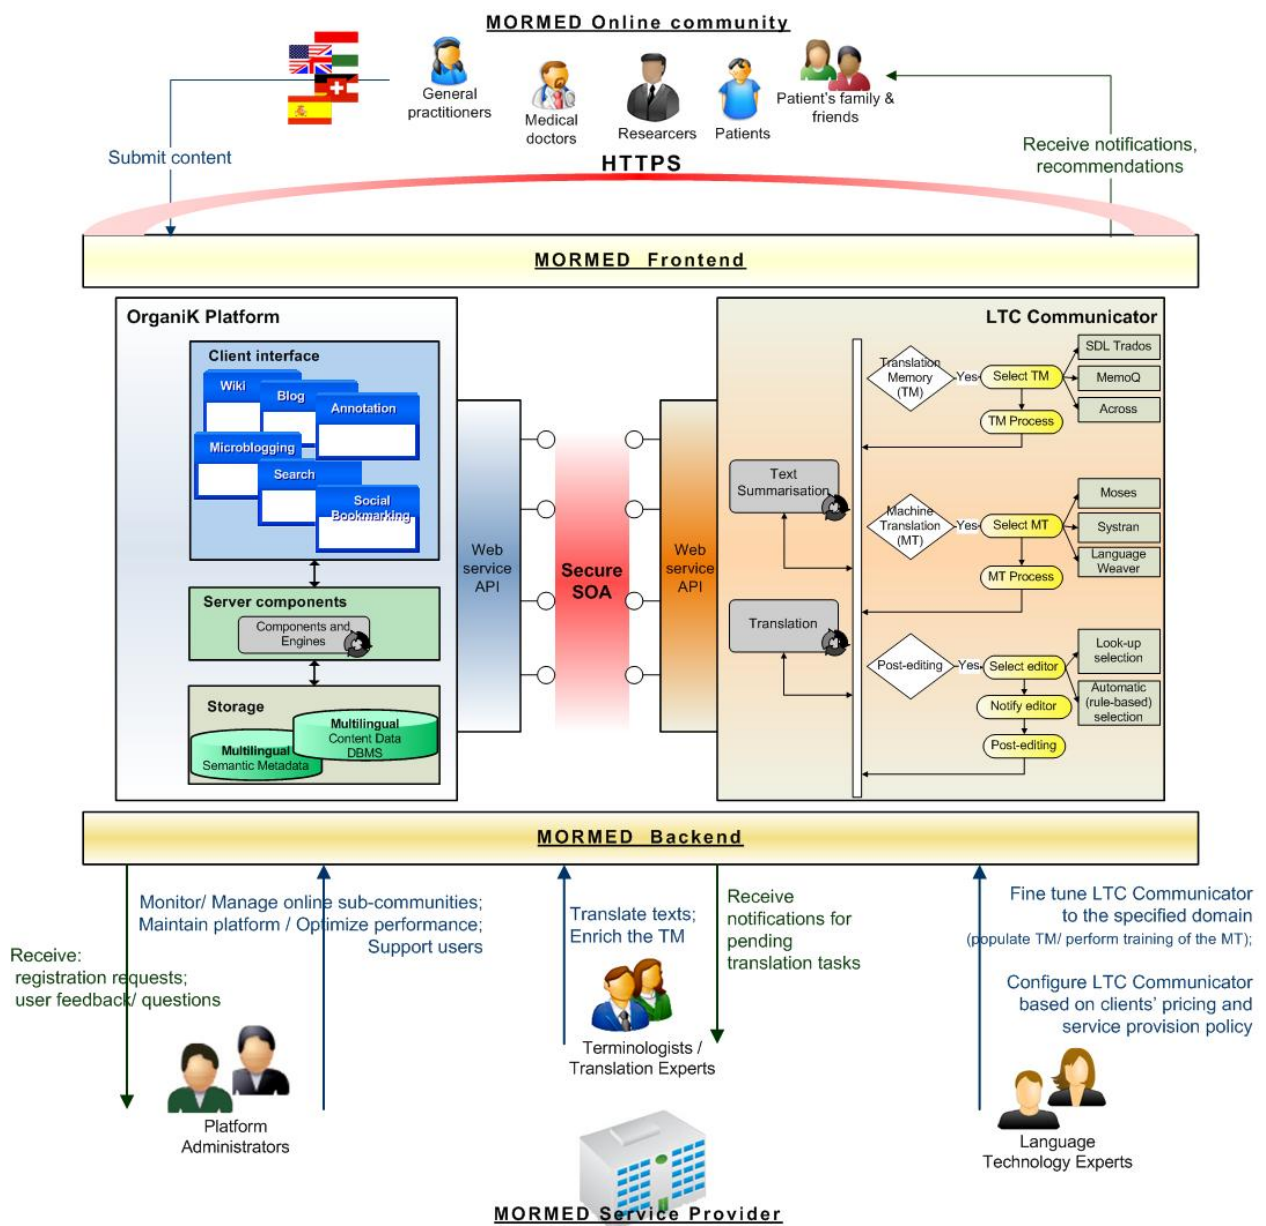 MORMED Online community
General
practitioners
Medical
doctors
Researcers
Patients
Patient's family &
friends
Submit content
HTTPS
Receive notifications,
recommendations
MORMED Frontend
OrganiK Platform
Client interface
Wiki
Blog
Annotation
Microblogging
Search
Social
Bookmarking
Server components
Components and
Engines
Storage
Multilingual
Content Data
DBMS
Multilingual
Semantic Metadata
Web
service
API
Secure
SOA
Web
service
API
LTC Communicator
Text
Summarisation
Translation
Translation
Memory
(TM)
Yes
Select TM
TM Process
SDL Trados
MemoQ
Across
Machine
Translation
(MT)
Yes
Select MT
MT Process
Moses
Systran
Language
Weaver
Post-editing
Yes
Select editor
Notify editor
Post-editing
Look-up
selection
Automatic
(rule-based)
selection
MORMED Backend
Monitor/ Manage online sub-communities;
Maintain platform / Optimize performance;
Support users
Receive:
registration requests;
user feedback/ questions
Platform
Administrators
Translate texts;
Enrich the TM
Terminologists /
Translation Experts
Receive
notifications for
pending
translation tasks
Fine tune LTC Communicator
to the specified domain
(populate TM/ perform training of the MT);
Configure LTC Communicator
based on clients' pricing and
service provision policy
Language
Technology Experts
MORMED Service Provider